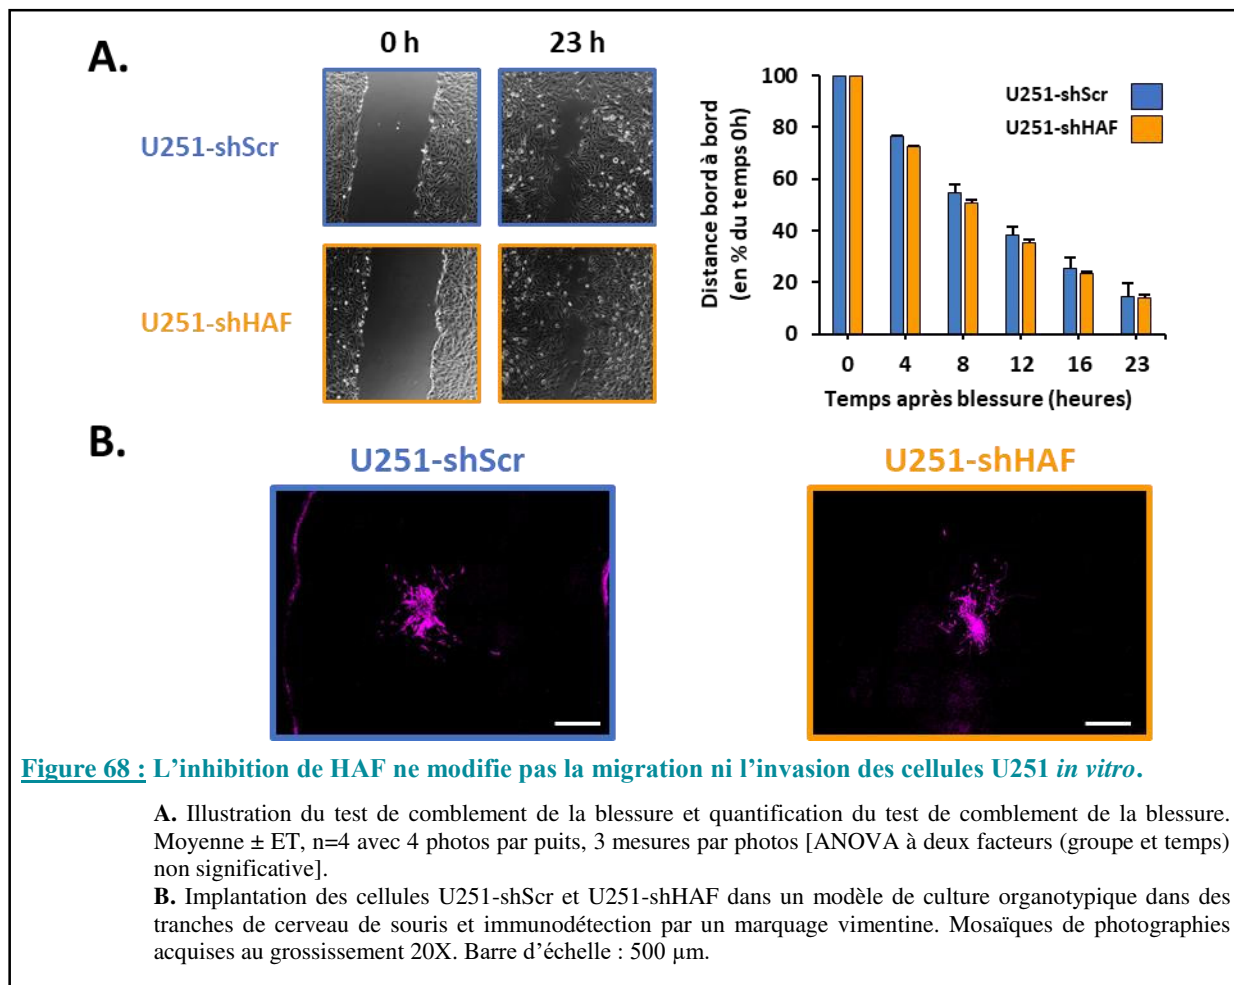 A.
0 h
23 h
U251-shScr
U251-shHAF
Distance bord à bord
(en % du temps 0h)
100
80
60
40
20
0
U251-shScr
U251-shHAF
0 4 8 12 16 23
Temps après blessure (heures)
B.
U251-shScr
U251-shHAF
Figure 68 : L’inhibition de HAF ne modifie pas la migration ni l’invasion des cellules U251 in vitro.
A. Illustration du test de comblement de la blessure et quantification du test de comblement de la blessure.
Moyenne ± ET, n=4 avec 4 photos par puits, 3 mesures par photos [ANOVA à deux facteurs (groupe et temps)
non significative].
B. Implantation des cellules U251-shScr et U251-shHAF dans un modèle de culture organotypique dans des
tranches de cerveau de souris et immunodétection par un marquage vimentine. Mosaïques de photographies
acquises au grossissement 20X. Barre d’échelle : 500 µm.